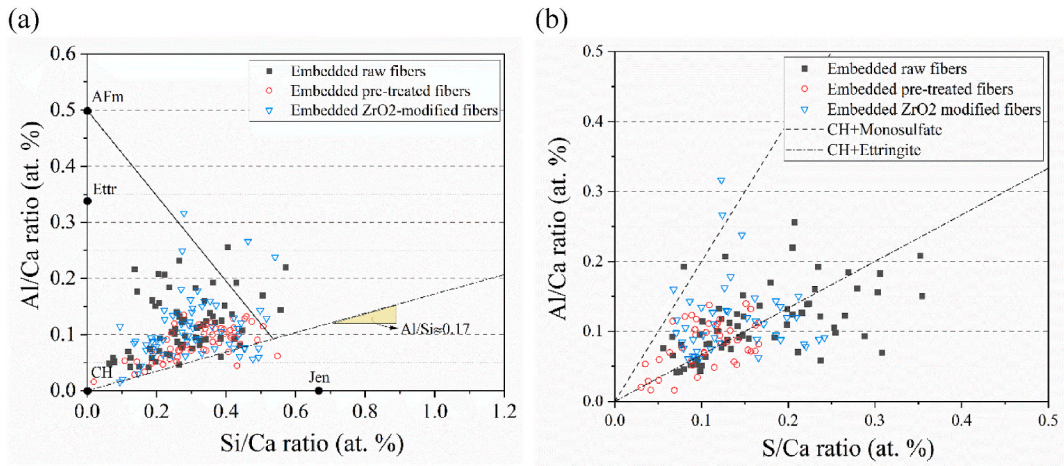 (a)
0.6
0.5
0.4
0.3
0.2
0.1
0.0
Al/Ca ratio (at. %)
Embedded raw fibers
Embedded pre-treated fibers
Embedded ZrO2-modified fibers
AFm
Ettr
CH
Jen
Al/Si≈0.17
0.0 0.2 0.4 0.6 0.8 1.0 1.2
Si/Ca ratio (at. %)
(b)
0.5
0.4
0.3
0.2
0.1
0.0
Al/Ca ratio (at. %)
Embedded raw fibers
Embedded pre-treated fibers
Embedded ZrO2 modified fibers
CH+Monosulfate
CH+Ettringite
0.0 0.1 0.2 0.3 0.4 0.5
S/Ca ratio (at. %)